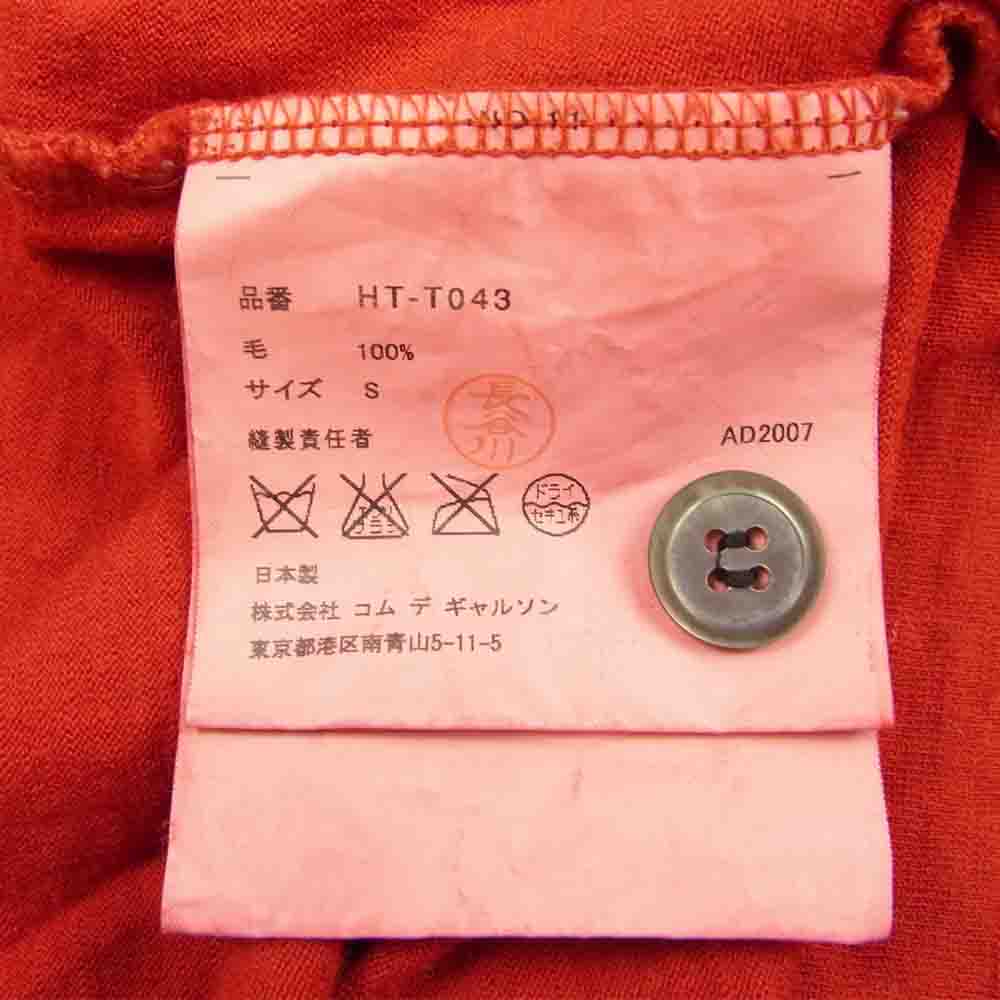 品番 HT-T043
毛 100%
サイズ S
縫製責任者 長谷川
AD2007
ドライ
セキユ系
日本製
株式会社 コム デ ギャルソン
東京都港区南青山5-11-5